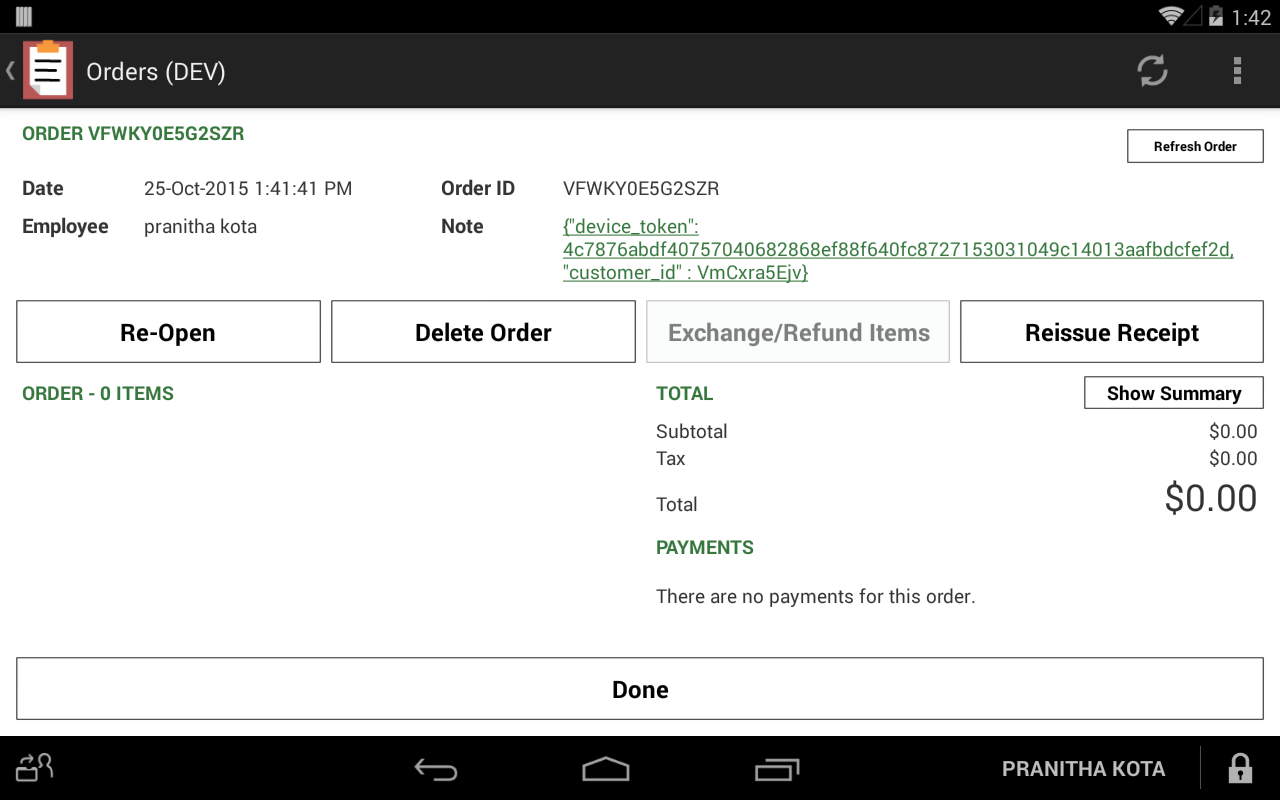 1:42
Orders (DEV)
ORDER VFWKY0E5G2SZR
Refresh Order
Date 25-Oct-2015 1:41:41 PM Order ID VFWKY0E5G2SZR
Employee pranitha kota Note {"device_token":
4c7876abdf40757040682868ef88f640fc8727153031049c14013aafbdcfef2d,
"customer_id" : VmCxra5Ejv}
Re-Open Delete Order Exchange/Refund Items Reissue Receipt
ORDER - 0 ITEMS
TOTAL Show Summary
Subtotal $0.00
Tax $0.00
Total $0.00
PAYMENTS
There are no payments for this order.
Done
PRANITHA KOTA